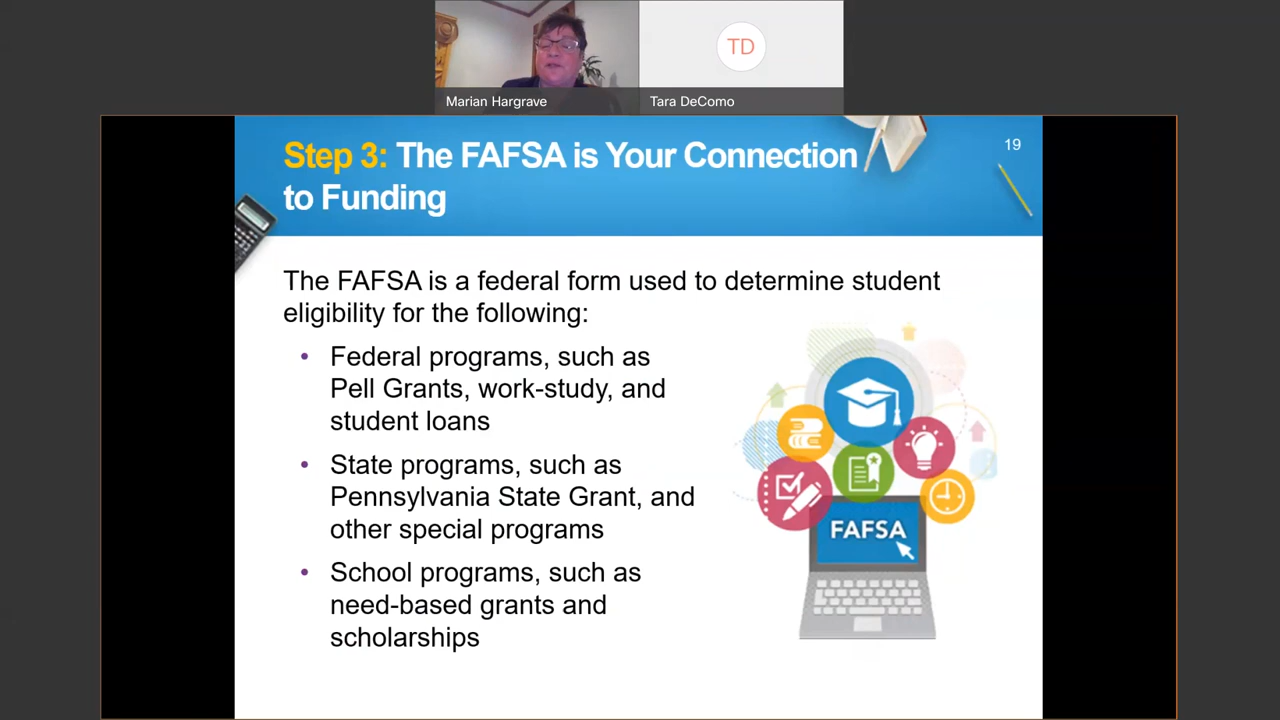 TD
Marian Hargrave
Tara DeComo
Step 3: The FAFSA is Your Connection
to Funding
19
The FAFSA is a federal form used to determine student
eligibility for the following:
• Federal programs, such as
Pell Grants, work-study, and
student loans
• State programs, such as
Pennsylvania State Grant, and
other special programs
• School programs, such as
need-based grants and
scholarships
FAFSA